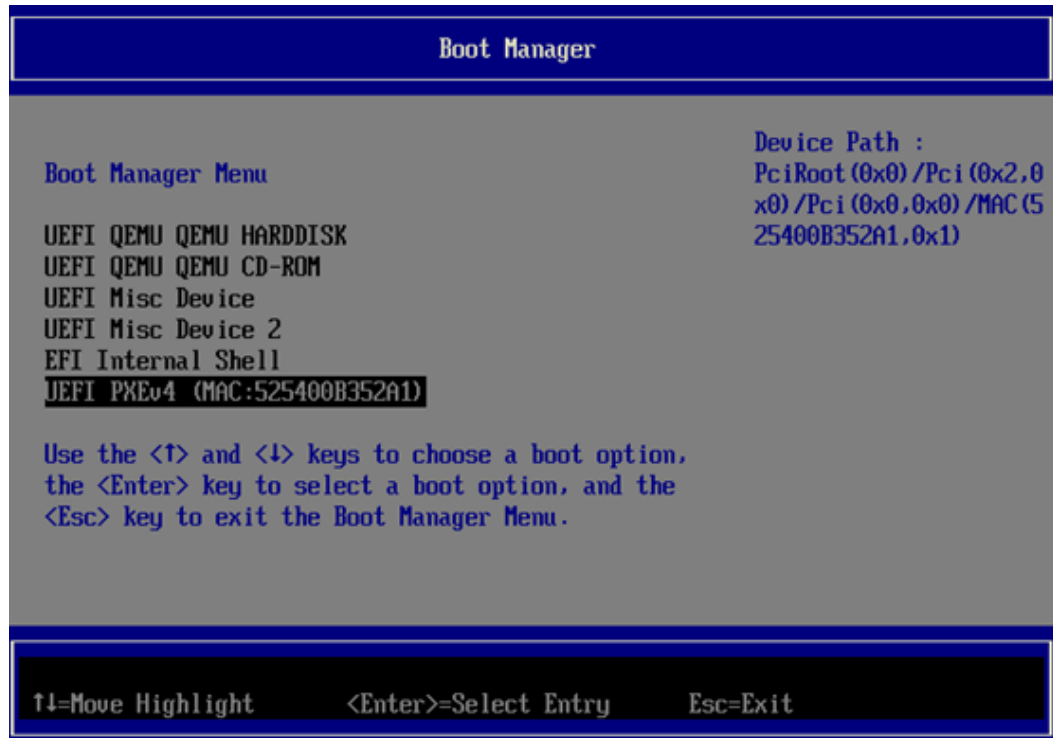 Boot Manager
Boot Manager Menu
UEFI QEMU QEMU HARDDISK
UEFI QEMU QEMU CD-ROM
UEFI Misc Device
UEFI Misc Device 2
EFI Internal Shell
UEFI PXEv4 (MAC:525400B352A1)
Use the <↑> and <↓> keys to choose a boot option,
the <Enter> key to select a boot option, and the
<Esc> key to exit the Boot Manager Menu.
Device Path :
PciRoot(0x0)/Pci(0x2,0
x0)/Pci(0x0,0x0)/MAC(5
25400B352A1,0x1)
↑↓=Move Highlight <Enter>=Select Entry Esc=Exit